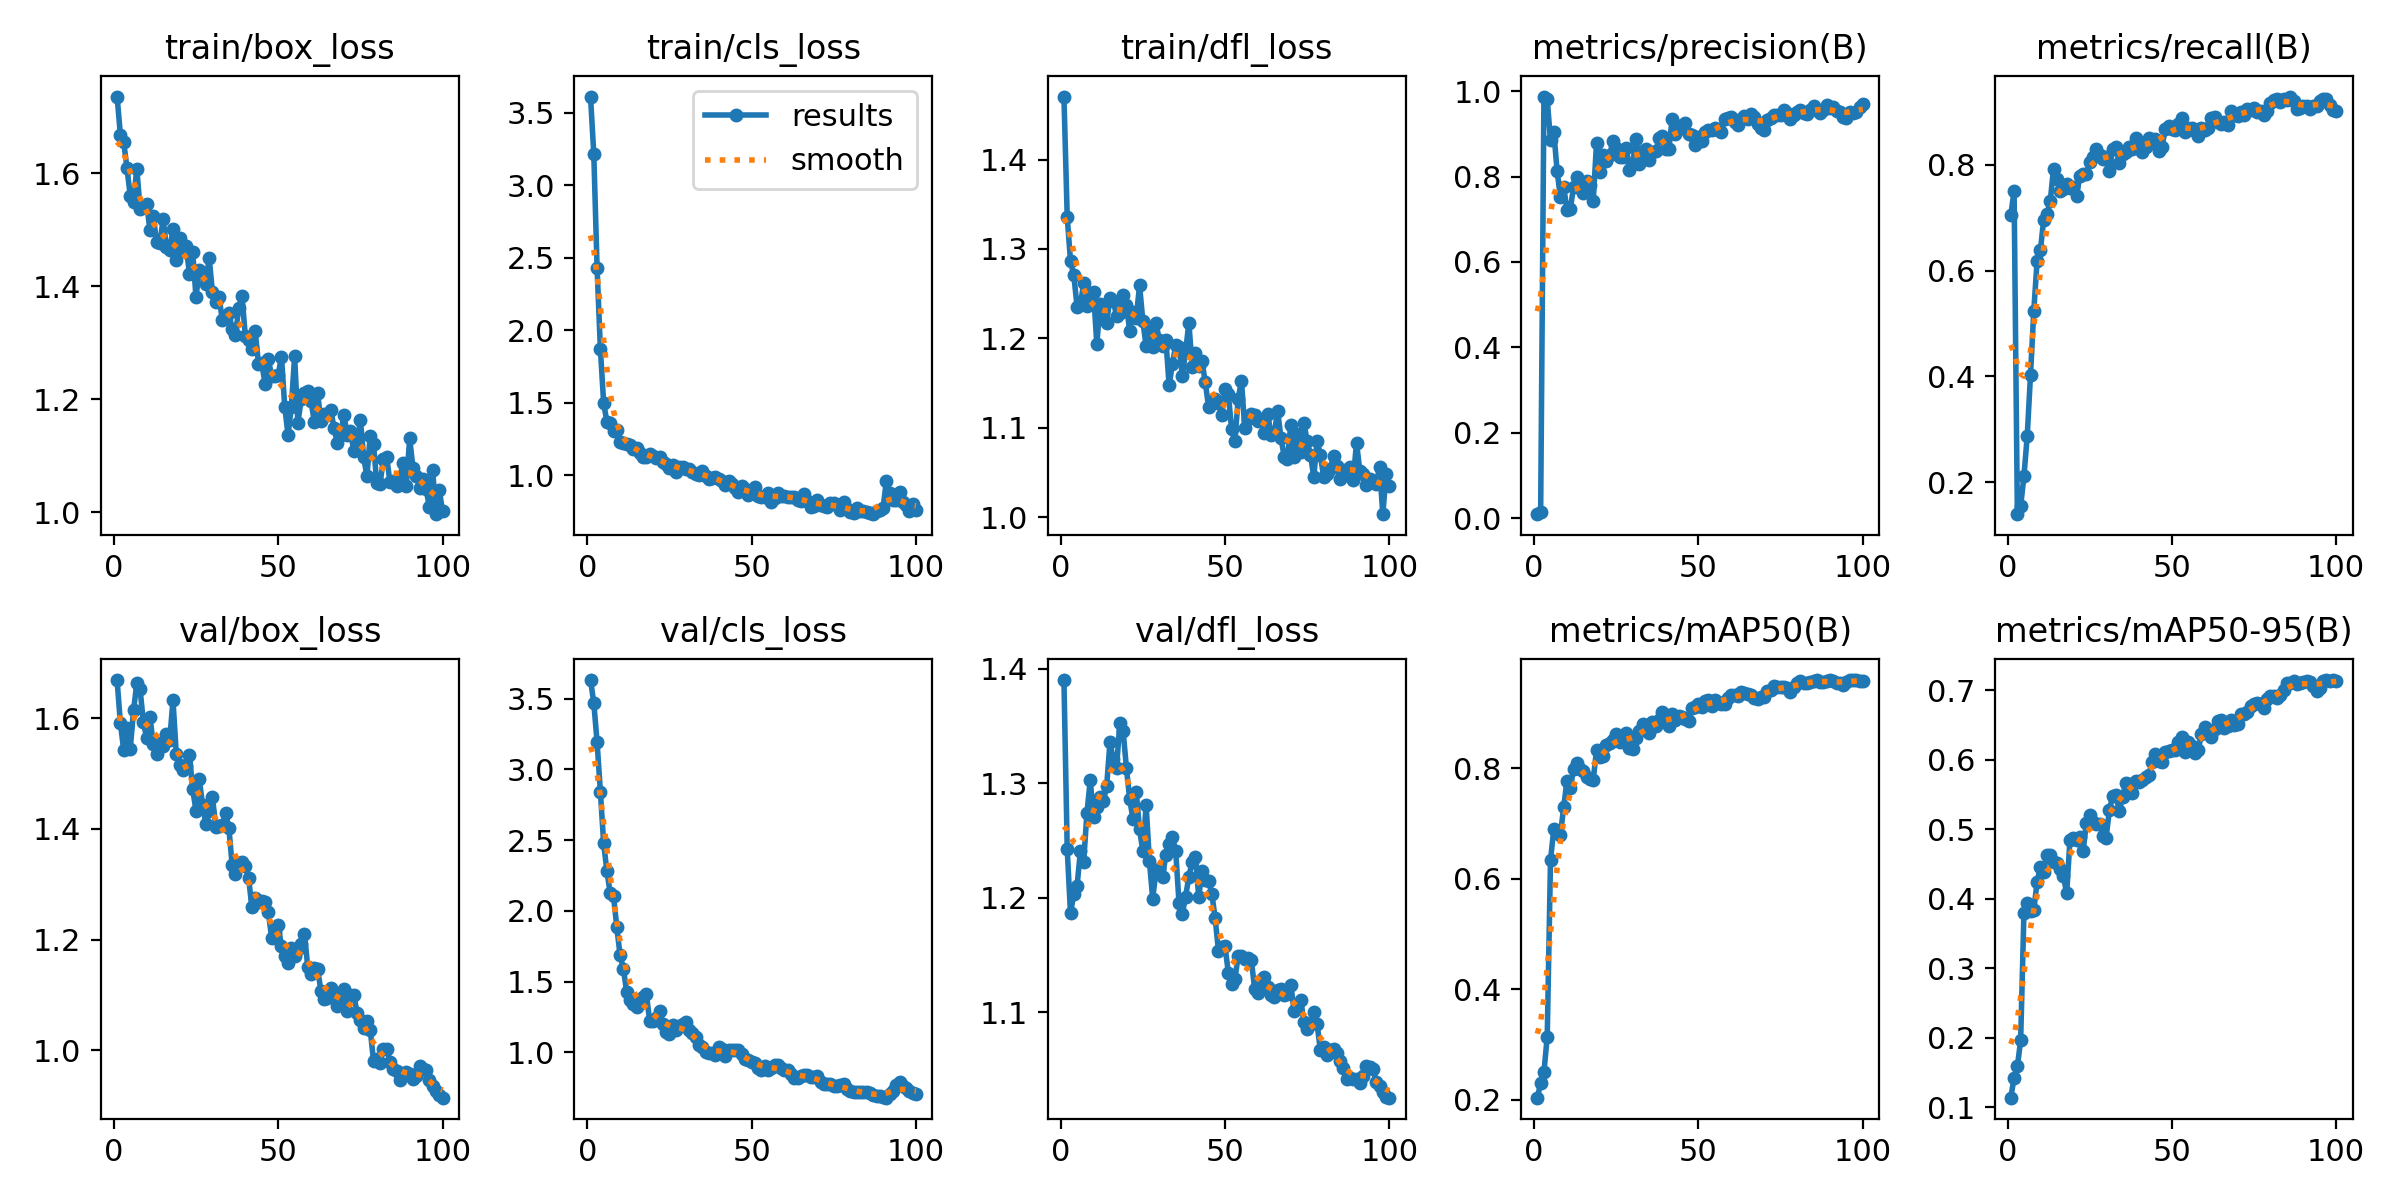 train/box_loss
1.6
1.4
1.2
1.0
0 50 100
train/cls_loss
results
smooth
3.5
3.0
2.5
2.0
1.5
1.0
0 50 100
train/dfl_loss
1.4
1.3
1.2
1.1
1.0
0 50 100
metrics/precision(B)
1.0
0.8
0.6
0.4
0.2
0.0
0 50 100
metrics/recall(B)
0.8
0.6
0.4
0.2
0 50 100
val/box_loss
1.6
1.4
1.2
1.0
0 50 100
val/cls_loss
3.5
3.0
2.5
2.0
1.5
1.0
0 50 100
val/dfl_loss
1.4
1.3
1.2
1.1
0 50 100
metrics/mAP50(B)
0.8
0.6
0.4
0.2
0 50 100
metrics/mAP50-95(B)
0.7
0.6
0.5
0.4
0.3
0.2
0.1
0 50 100